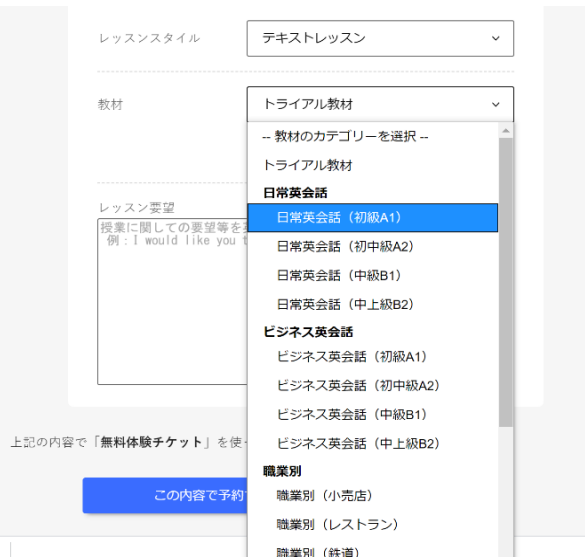 レッスンスタイル
テキストレッスン
教材
トライアル教材
-- 教材のカテゴリーを選択 --
トライアル教材
日常英会話
日常英会話（初級A1）
日常英会話（初中級A2）
日常英会話（中級B1）
日常英会話（中上級B2）
ビジネス英会話
ビジネス英会話（初級A1）
ビジネス英会話（初中級A2）
ビジネス英会話（中級B1）
ビジネス英会話（中上級B2）
職業別
職業別（小売店）
職業別（レストラン）
職業別（鉄道）
レッスン要望
授業に関しての要望等を
例：I would like you t
上記の内容で「無料体験チケット」を使
この内容で予約